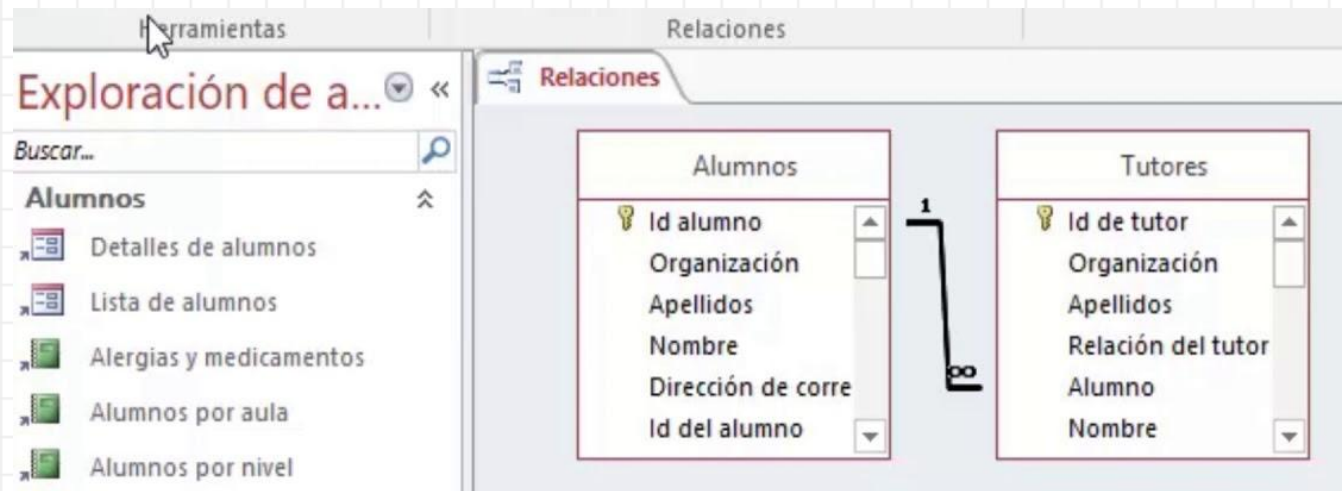 Herramientas
Relaciones
Exploración de a...
Buscar...
Alumnos
Detalles de alumnos
Lista de alumnos
Alergias y medicamentos
Alumnos por aula
Alumnos por nivel
Relaciones
Alumnos
Id alumno
Organización
Apellidos
Nombre
Dirección de corre
Id del alumno
1
∞
Tutores
Id de tutor
Organización
Apellidos
Relación del tutor
Alumno
Nombre